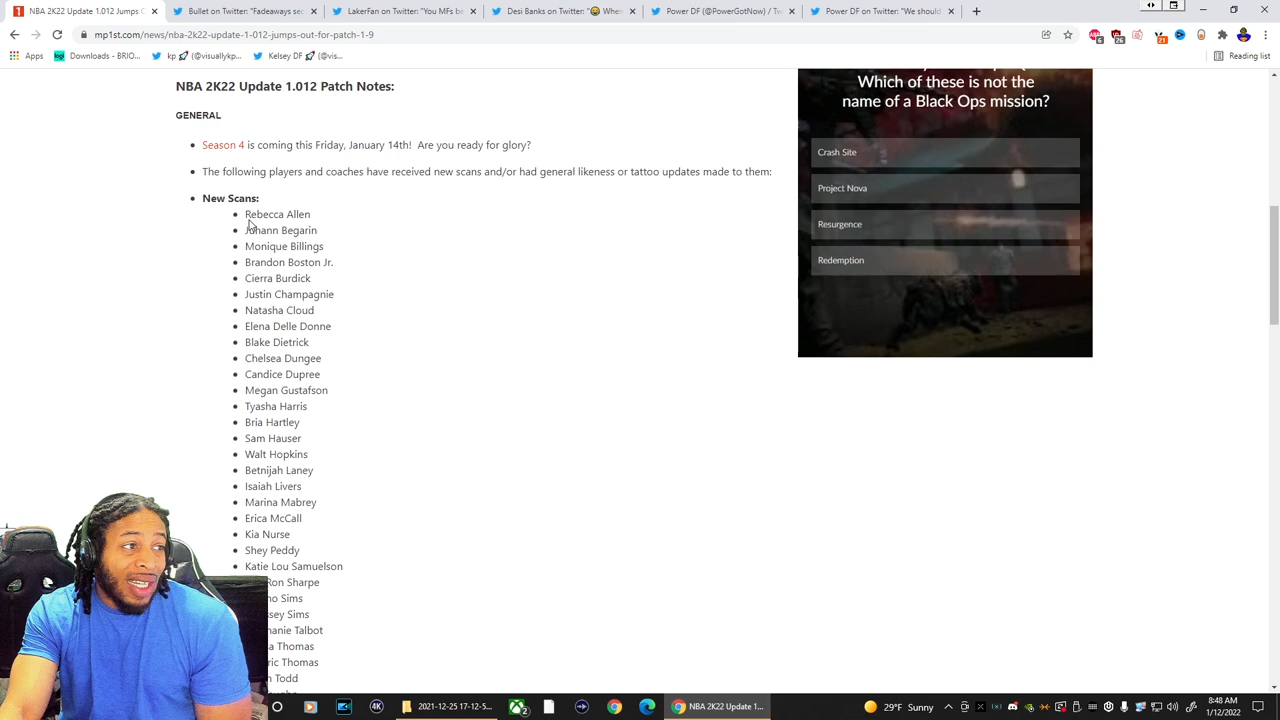 NBA 2K22 Update 1.012 Jumps C
Bullet on Twitter: "Fadeaways sec
LakerFan on Twitter: "You MFs be
Desi Banks on Twitter: "😂 When
Power DF (@PowerGotNow) / Tw
Power DF on Twitter: "We should
mp1st.com/news/nba-2k22-update-1-012-jumps-out-for-patch-1-9
Apps
Downloads - BRIO...
kp 🚀 (@visuallykp...
Kelsey DF 🚀 (@vis...
Reading list
NBA 2K22 Update 1.012 Patch Notes:
GENERAL
Season 4 is coming this Friday, January 14th! Are you ready for glory?
The following players and coaches have received new scans and/or had general likeness or tattoo updates made to them:
New Scans:
Rebecca Allen
Juhann Begarin
Monique Billings
Brandon Boston Jr.
Cierra Burdick
Justin Champagnie
Natasha Cloud
Elena Delle Donne
Blake Dietrick
Chelsea Dungee
Candice Dupree
Megan Gustafson
Tyasha Harris
Bria Hartley
Sam Hauser
Walt Hopkins
Betnijah Laney
Isaiah Livers
Marina Mabrey
Erica McCall
Kia Nurse
Shey Peddy
Katie Lou Samuelson
Ron Sharpe
Sims
Sims
Talbot
Thomas
Thomas
Todd
Which of these is not the
name of a Black Ops mission?
Crash Site
Project Nova
Resurgence
Redemption
2021-12-25 17-12-5...
NBA 2K22 Update 1...
29°F Sunny
8:48 AM
1/12/2022